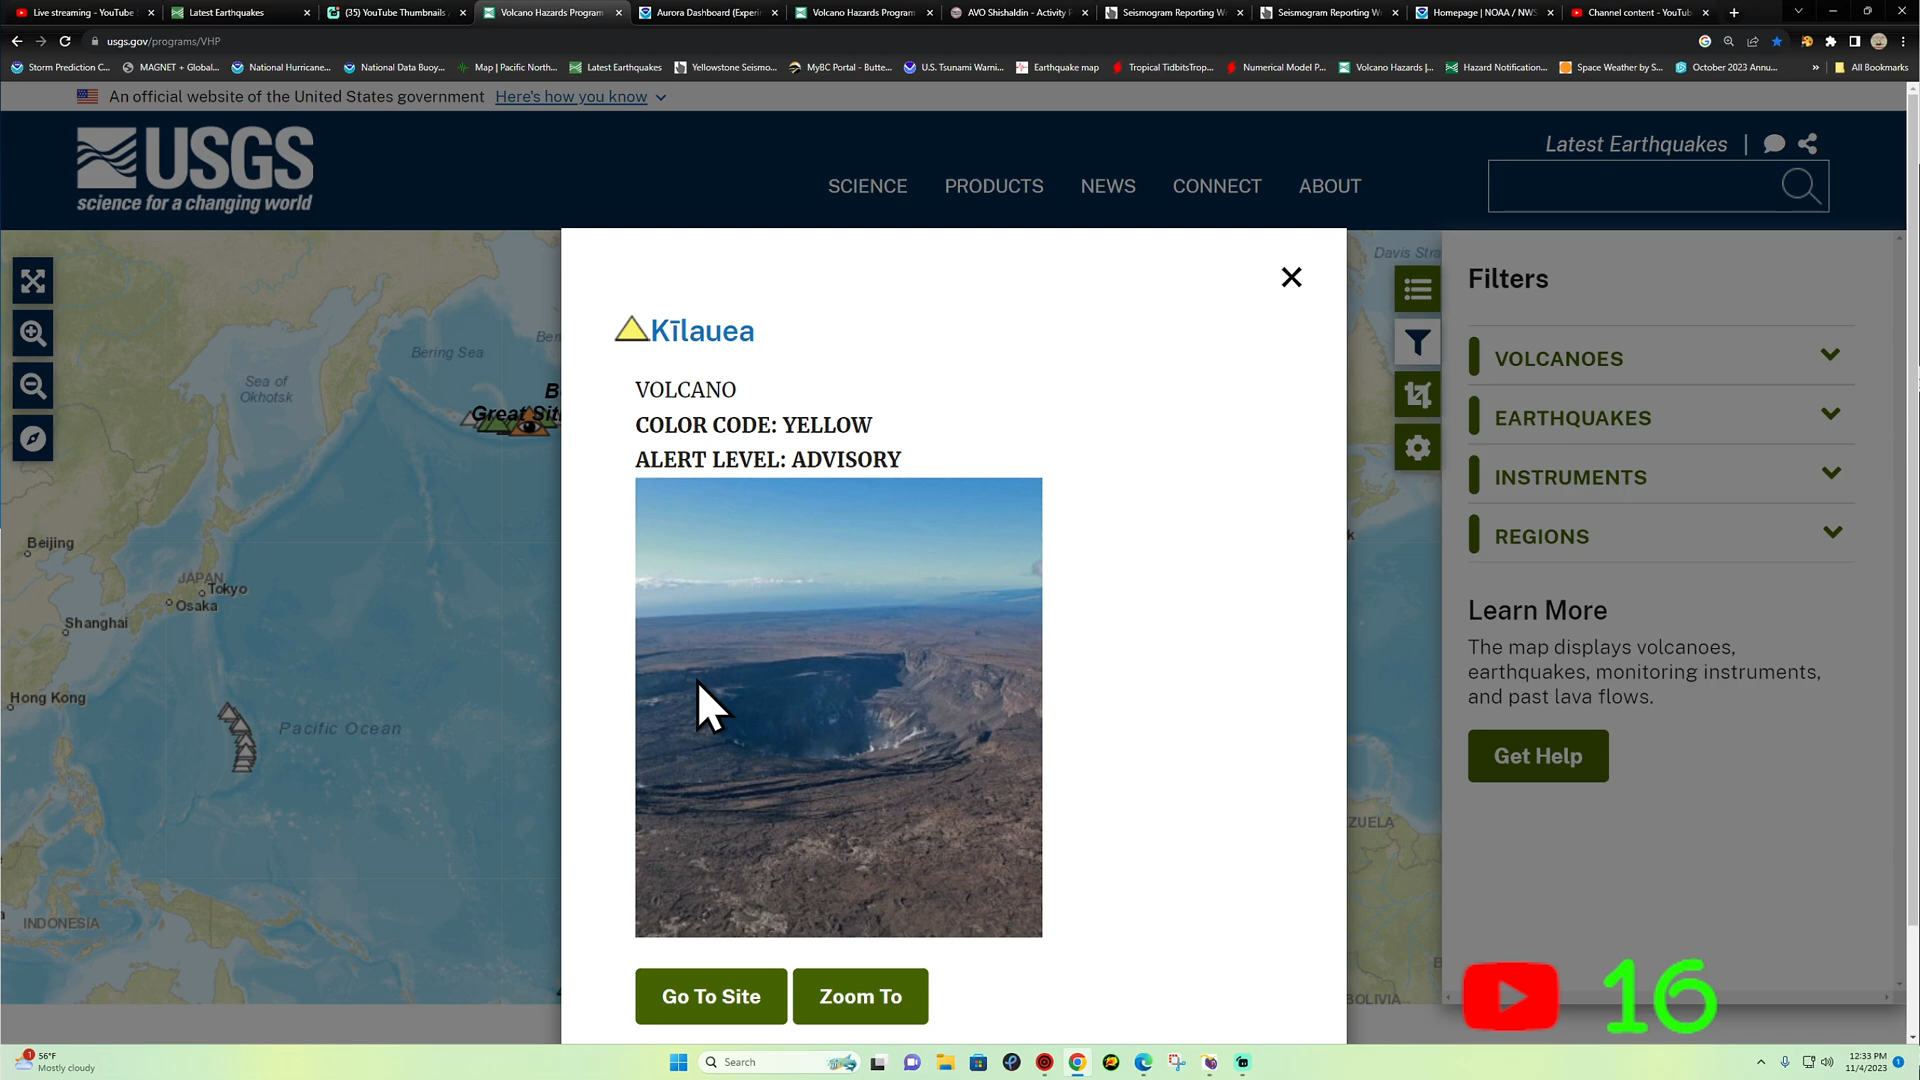 Live streaming - YouTube
Latest Earthquakes
(35) YouTube Thumbnails
Volcano Hazards Program
Aurora Dashboard (Experi
Volcano Hazards Program
AVO Shishaldin - Activity P
Seismogram Reporting W
Seismogram Reporting W
Homepage | NOAA / NWS
Channel content - YouTub
usgs.gov/programs/VHP
Storm Prediction C...
MAGNET + Global...
National Hurricane...
National Data Buoy...
Map | Pacific North...
Latest Earthquakes
Yellowstone Seismo...
MyBC Portal - Butte...
U.S. Tsunami Warni...
Earthquake map
Tropical TidbitsTrop...
Numerical Model P...
Volcano Hazards |...
Hazard Notification...
Space Weather by S...
October 2023 Annu...
All Bookmarks
An official website of the United States government Here's how you know
USGS
science for a changing world
Latest Earthquakes |
SCIENCE PRODUCTS NEWS CONNECT ABOUT
Kīlauea
VOLCANO
COLOR CODE: YELLOW
ALERT LEVEL: ADVISORY
Go To Site
Zoom To
Bering Sea
Sea of
Okhotsk
Great Sit
Beijing
JAPAN
Tokyo
Osaka
Shanghai
Hong Kong
Pacific Ocean
INDONESIA
Davis Stra
ZUELA
BOLIVIA
Filters
VOLCANOES
EARTHQUAKES
INSTRUMENTS
REGIONS
Learn More
The map displays volcanoes,
earthquakes, monitoring instruments,
and past lava flows.
Get Help
16
1
56°F
Mostly cloudy
Search
12:33 PM
11/4/2023
1